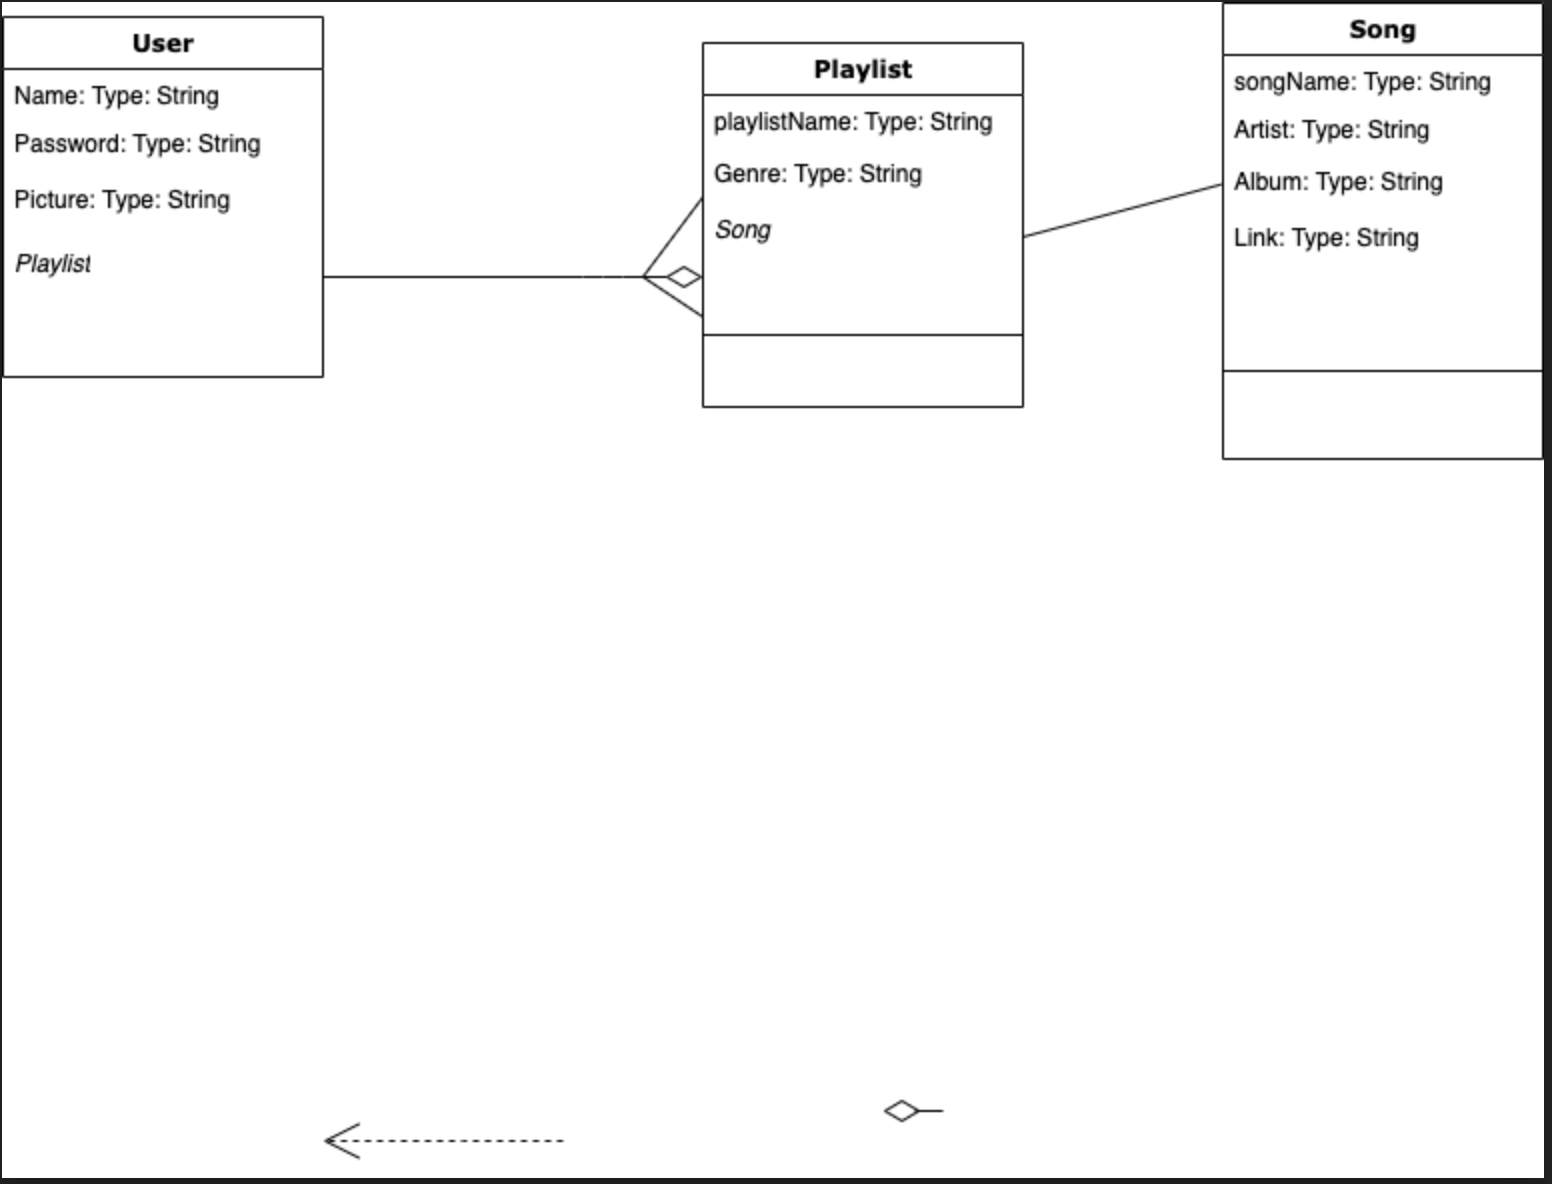 User
Name: Type: String
Password: Type: String
Picture: Type: String
Playlist
Playlist
playlistName: Type: String
Genre: Type: String
Song
Song
songName: Type: String
Artist: Type: String
Album: Type: String
Link: Type: String